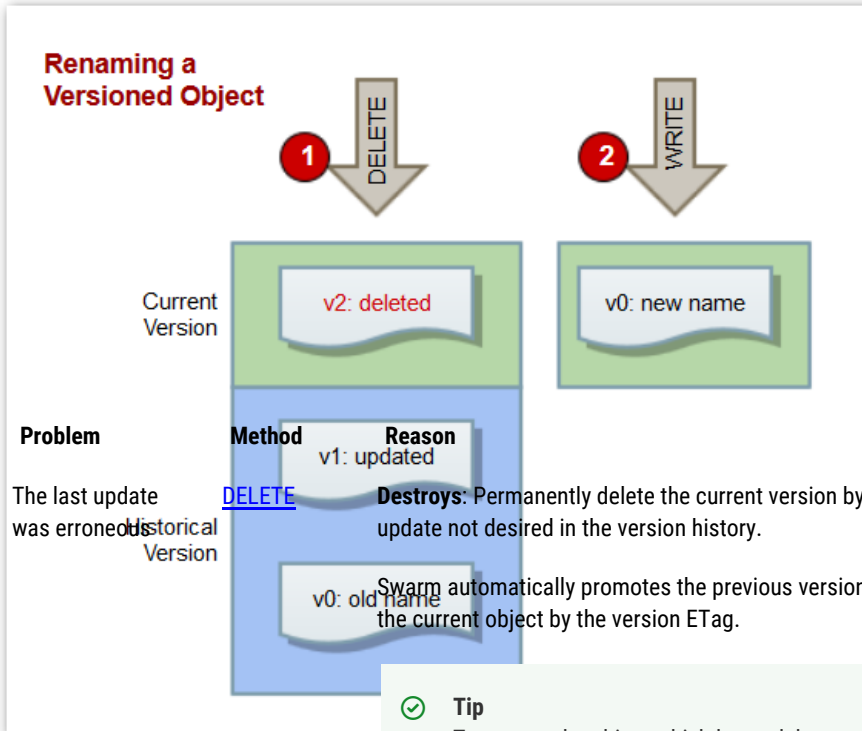 Renaming a
Versioned Object
1
DELETE
2
WRITE
Current
Version
v2: deleted
v0: new name
Problem
Method
Reason
v1: updated
The last update
was erroneous
DELETE
Destroys: Permanently delete the current version by
update not desired in the version history.
Historical
Version
v0: old name
Swarm automatically promotes the previous version
the current object by the version ETag.
Tip